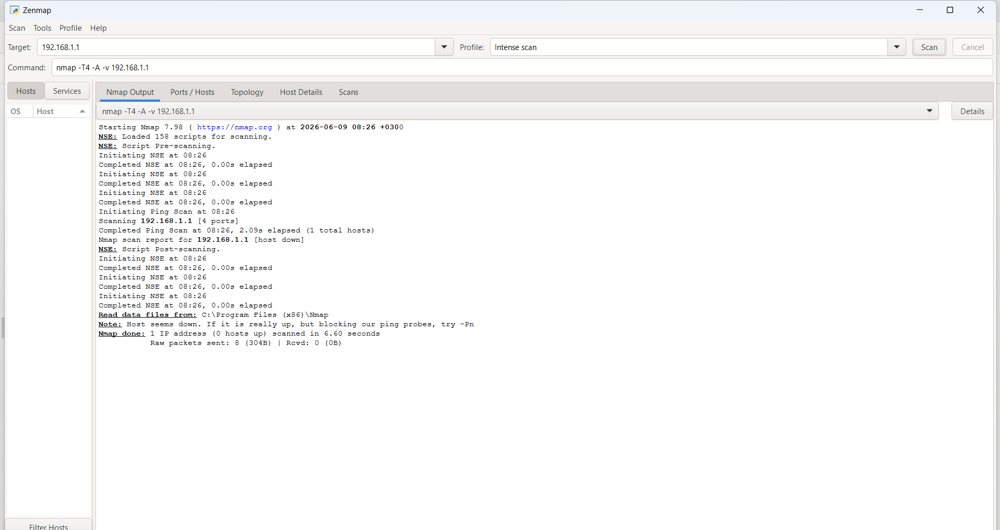 Zenmap
Scan Tools Profile Help
Target: 192.168.1.1 Profile: Intense scan Scan Cancel
Command: nmap -T4 -A -v 192.168.1.1
Hosts Services
Nmap Output Ports / Hosts Topology Host Details Scans
OS Host
nmap -T4 -A -v 192.168.1.1 Details
Starting Nmap 7.98 ( https://nmap.org ) at 2026-06-09 08:26 +0300
NSE: Loaded 158 scripts for scanning.
NSE: Script Pre-scanning.
Initiating NSE at 08:26
Completed NSE at 08:26, 0.00s elapsed
Initiating NSE at 08:26
Completed NSE at 08:26, 0.00s elapsed
Initiating NSE at 08:26
Completed NSE at 08:26, 0.00s elapsed
Initiating Ping Scan at 08:26
Scanning 192.168.1.1 [4 ports]
Completed Ping Scan at 08:26, 2.09s elapsed (1 total hosts)
Nmap scan report for 192.168.1.1 [host down]
NSE: Script Post-scanning.
Initiating NSE at 08:26
Completed NSE at 08:26, 0.00s elapsed
Initiating NSE at 08:26
Completed NSE at 08:26, 0.00s elapsed
Initiating NSE at 08:26
Completed NSE at 08:26, 0.00s elapsed
Read data files from: C:\Program Files (x86)\Nmap
Note: Host seems down. If it is really up, but blocking our ping probes, try -Pn
Nmap done: 1 IP address (0 hosts up) scanned in 6.60 seconds
Raw packets sent: 8 (304B) | Rcvd: 0 (0B)
Filter Hosts